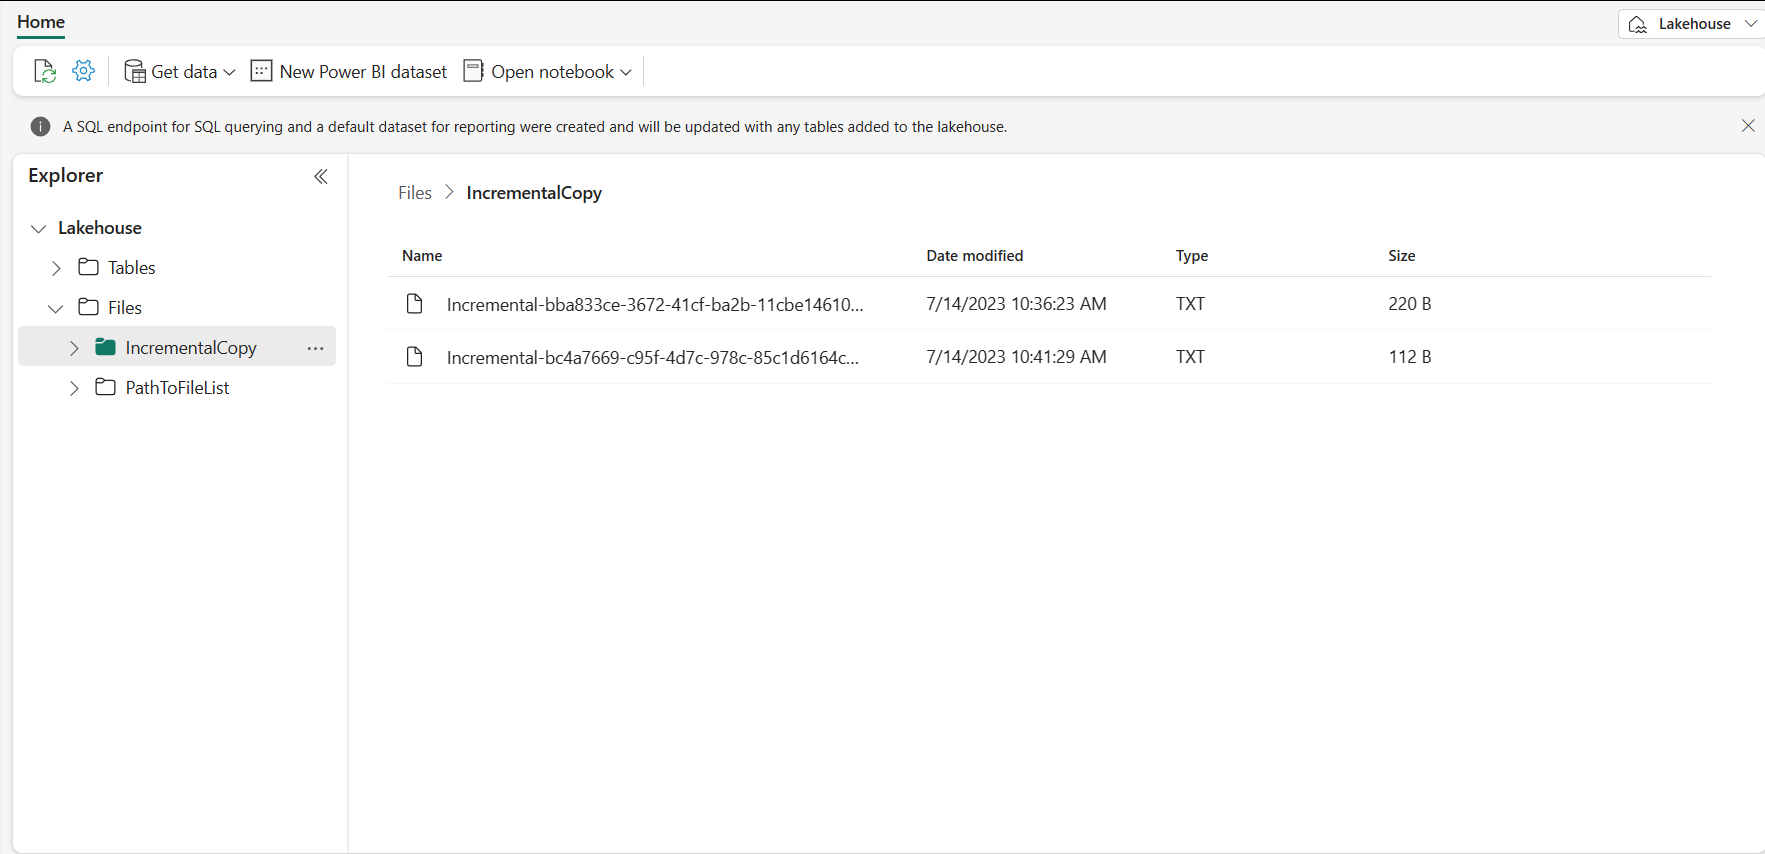 Home
Lakehouse
Get data
New Power BI dataset
Open notebook
A SQL endpoint for SQL querying and a default dataset for reporting were created and will be updated with any tables added to the lakehouse.
Explorer
Lakehouse
Tables
Files
IncrementalCopy
PathToFileList
Files > IncrementalCopy
Name Date modified Type Size
Incremental-bba833ce-3672-41cf-ba2b-11cbe14610... 7/14/2023 10:36:23 AM TXT 220 B
Incremental-bc4a7669-c95f-4d7c-978c-85c1d6164c... 7/14/2023 10:41:29 AM TXT 112 B